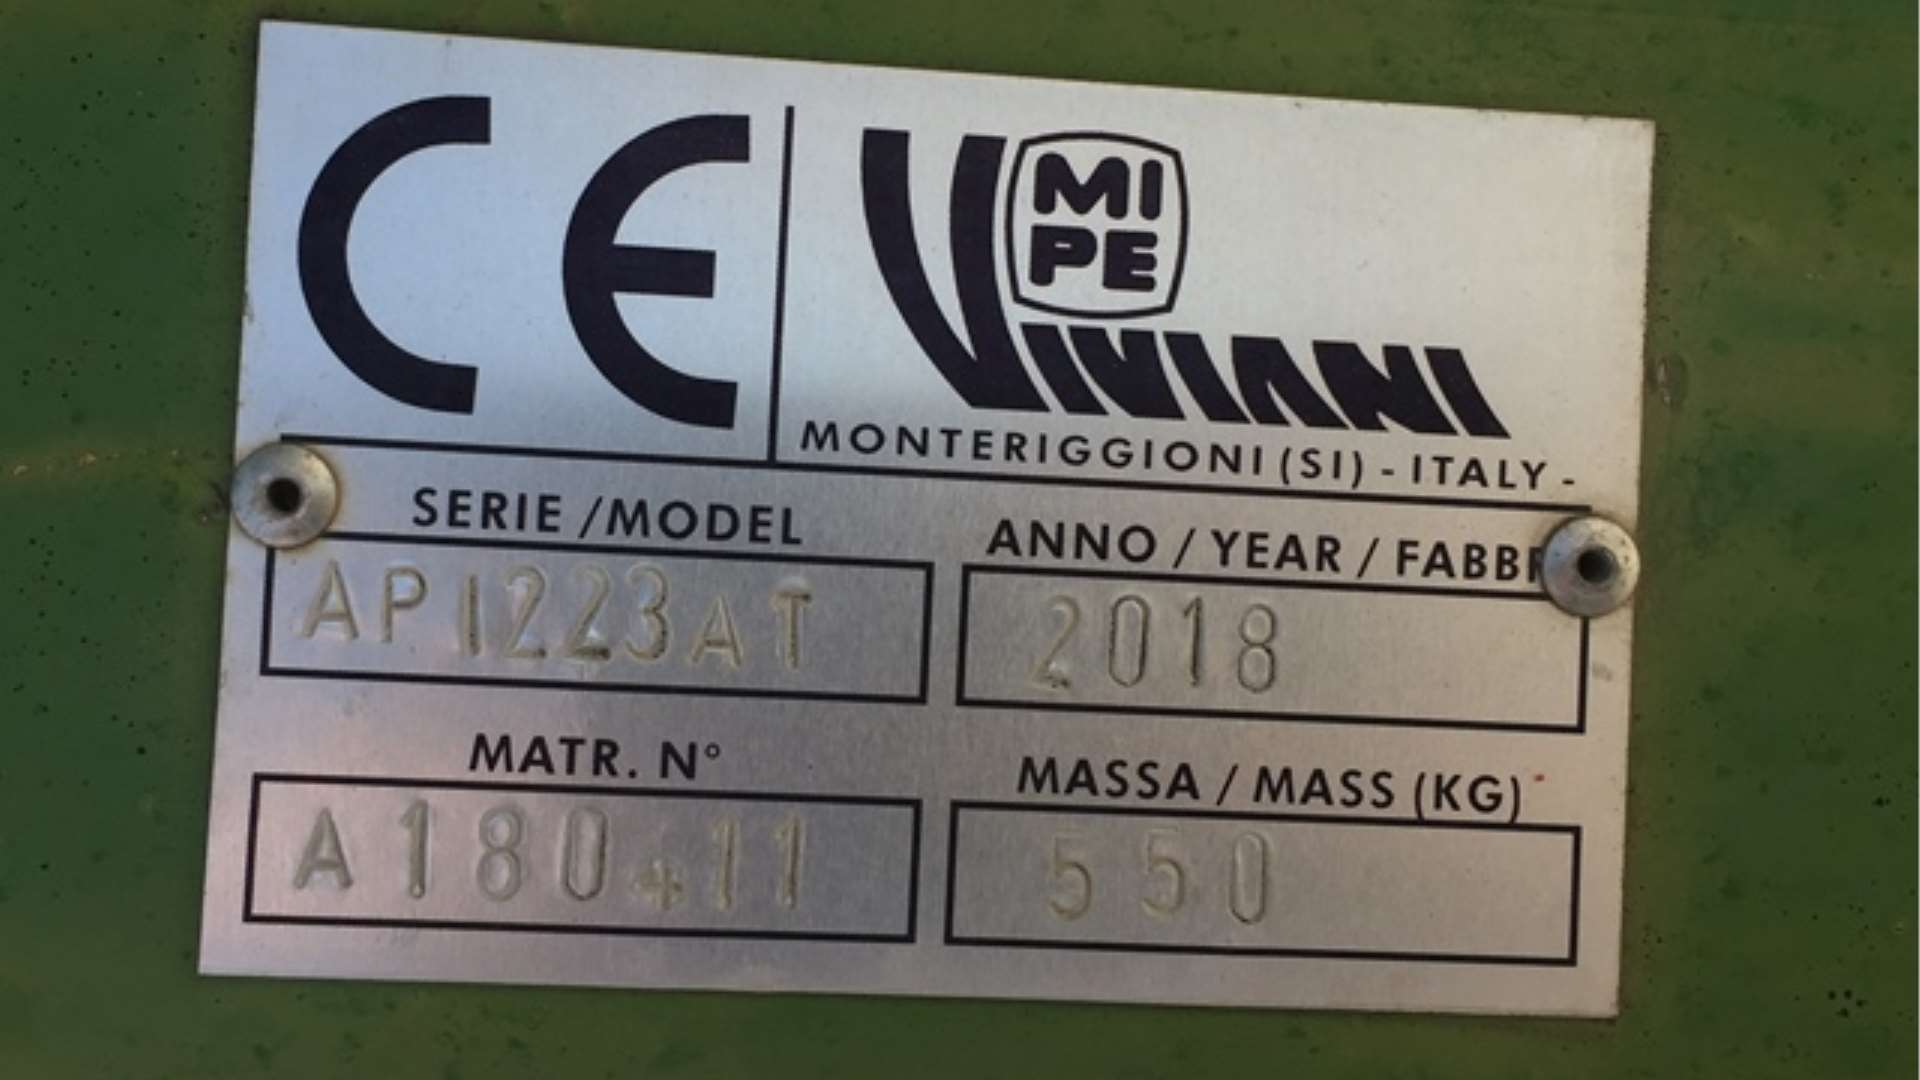 CE
MI
PE
VIVIANI
MONTERIGGIONI (SI) - ITALY -
SERIE /MODEL
ANNO / YEAR / FABBR
AP1223AT
2018
MATR. N°
MASSA / MASS (KG)
550